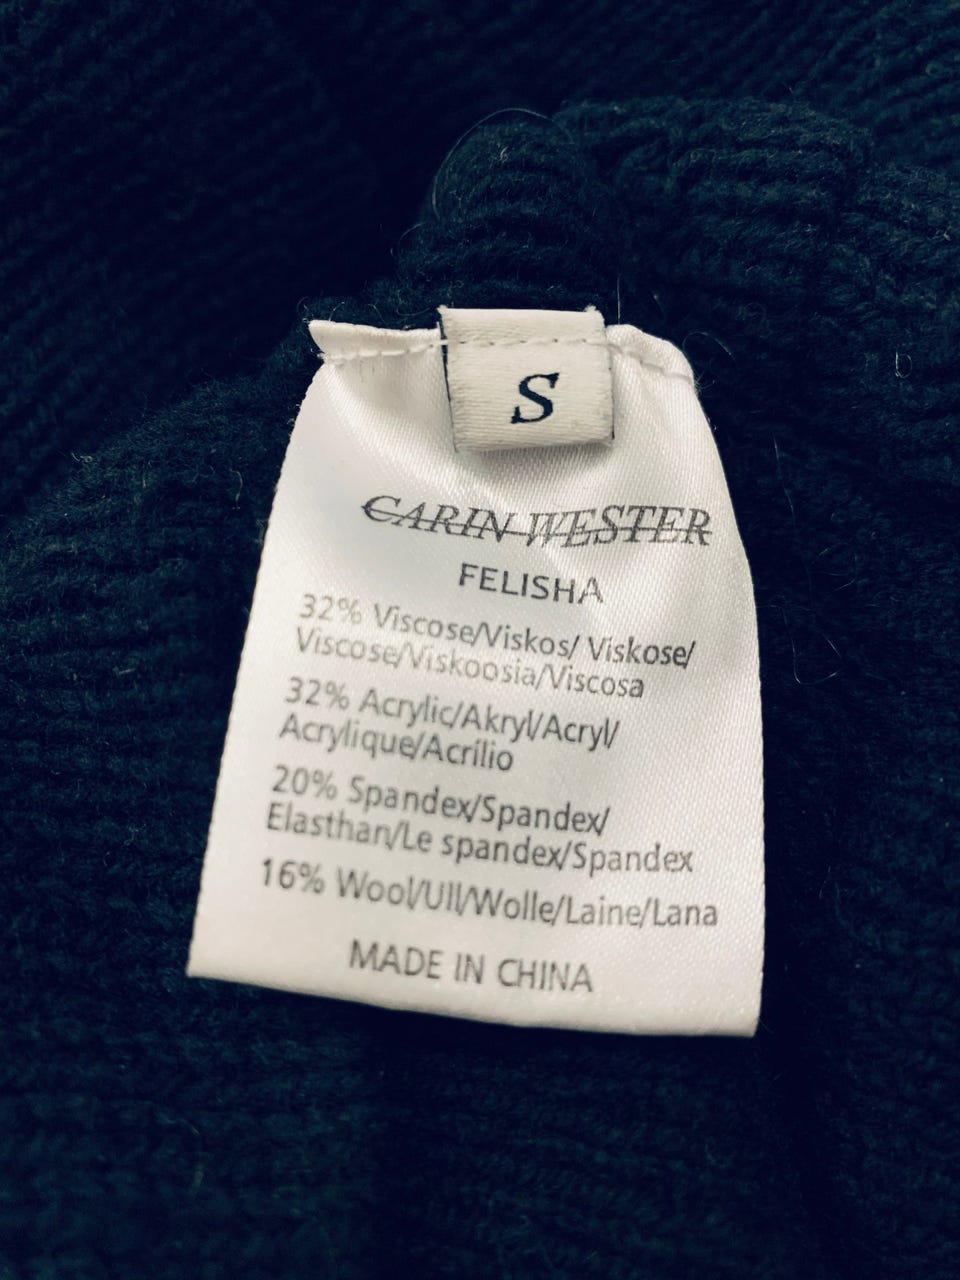 S
CARIN WESTER
FELISHA
32% Viscose/Viskos/ Viskose/
Viscose/Viskoosia/Viscosa
32% Acrylic/Akryl/Acryl/
Acrylique/Acrílio
20% Spandex/Spandex/
Elasthan/Le spandex/Spandex
16% Wool/Ull/Wolle/Laine/Lana
MADE IN CHINA